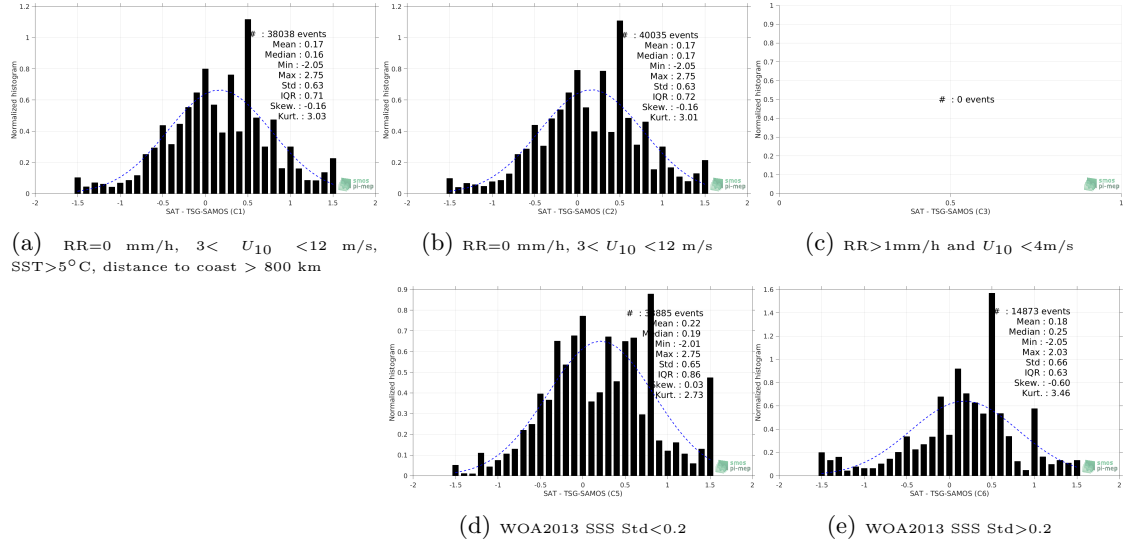 1.2
1
0.8
0.6
0.4
0.2
0
Normalized histogram
# : 38038 events
Mean : 0.17
Median : 0.16
Min : -2.05
Max : 2.75
Std : 0.63
IQR : 0.71
Skew. : -0.16
Kurt. : 3.03
smos
pi-mep
-2 -1.5 -1 -0.5 0 0.5 1 1.5 2
SAT - TSG-SAMOS (C1)
(a) RR=0 mm/h, 3< U10 <12 m/s,
SST>5°C, distance to coast > 800 km
1.2
1
0.8
0.6
0.4
0.2
0
Normalized histogram
# : 40035 events
Mean : 0.17
Median : 0.17
Min : -2.05
Max : 2.75
Std : 0.63
IQR : 0.72
Skew. : -0.16
Kurt. : 3.01
smos
pi-mep
-2 -1.5 -1 -0.5 0 0.5 1 1.5 2
SAT - TSG-SAMOS (C2)
(b) RR=0 mm/h, 3< U10 <12 m/s
1
0.9
0.8
0.7
0.6
0.5
0.4
0.3
0.2
0.1
0
Normalized histogram
# : 0 events
smos
pi-mep
0 0.5 1
SAT - TSG-SAMOS (C3)
(c) RR>1mm/h and U10 <4m/s
0.9
0.8
0.7
0.6
0.5
0.4
0.3
0.2
0.1
0
Normalized histogram
# : events
Mean : 0.22
Median : 0.19
Min : -2.01
Max : 2.75
Std : 0.65
IQR : 0.86
Skew. : 0.03
Kurt. : 2.73
smos
pi-mep
-2 -1.5 -1 -0.5 0 0.5 1 1.5 2
SAT - TSG-SAMOS (C5)
(d) WOA2013 SSS Std<0.2
1.6
1.4
1.2
1
0.8
0.6
0.4
0.2
0
Normalized histogram
# : 14873 events
Mean : 0.18
Median : 0.25
Min : -2.05
Max : 2.03
Std : 0.66
IQR : 0.63
Skew. : -0.60
Kurt. : 3.46
smos
pi-mep
-2 -1.5 -1 -0.5 0 0.5 1 1.5 2
SAT - TSG-SAMOS (C6)
(e) WOA2013 SSS Std>0.2